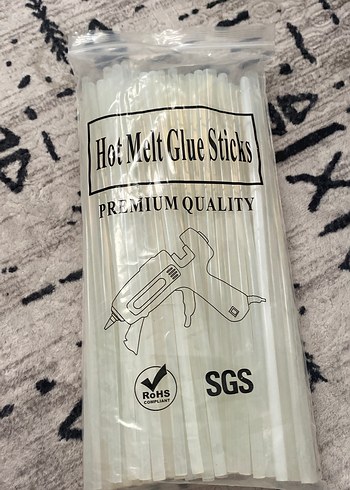 Hot Melt Glue Sticks
PREMIUM QUALITY
RoHS
COMPLIANT
SGS